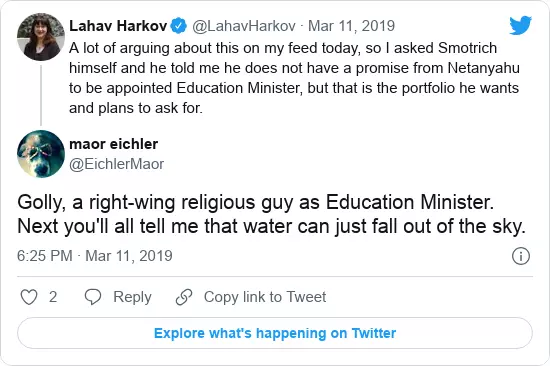 Lahav Harkov @LahavHarkov · Mar 11, 2019
A lot of arguing about this on my feed today, so I asked Smotrich
himself and he told me he does not have a promise from Netanyahu
to be appointed Education Minister, but that is the portfolio he wants
and plans to ask for.
maor eichler
@EichlerMaor
Golly, a right-wing religious guy as Education Minister.
Next you'll all tell me that water can just fall out of the sky.
6:25 PM · Mar 11, 2019
2 Reply Copy link to Tweet
Explore what's happening on Twitter